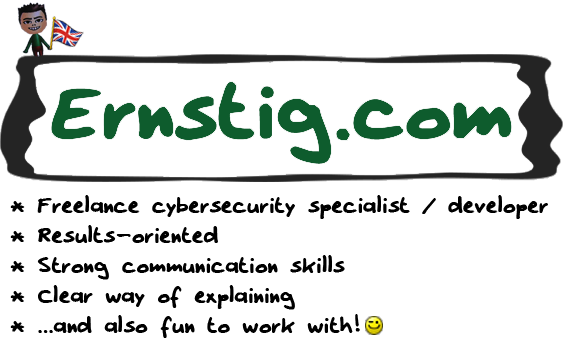 Ernstig.com
* Freelance cybersecurity specialist / developer
* Results-oriented
* Strong communication skills
* Clear way of explaining
* ...and also fun to work with!